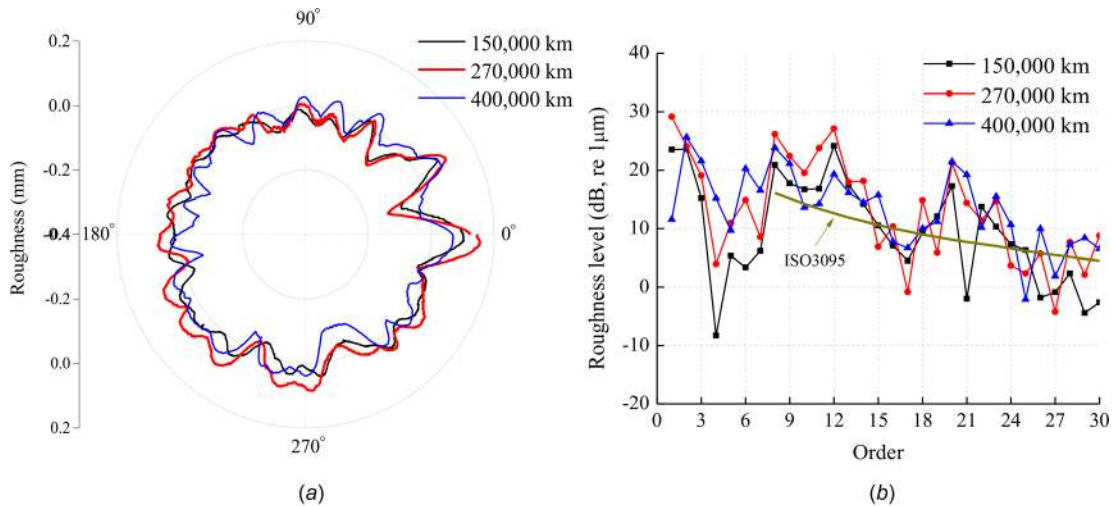 90°
0.2
0.0
-0.2
-0.4
-0.2
0.0
0.2
Roughness (mm)
180°
0°
270°
150,000 km
270,000 km
400,000 km
(a)
40
30
20
10
0
-10
-20
Roughness level (dB, re 1μm)
150,000 km
270,000 km
400,000 km
ISO3095
0 3 6 9 12 15 18 21 24 27 30
Order
(b)